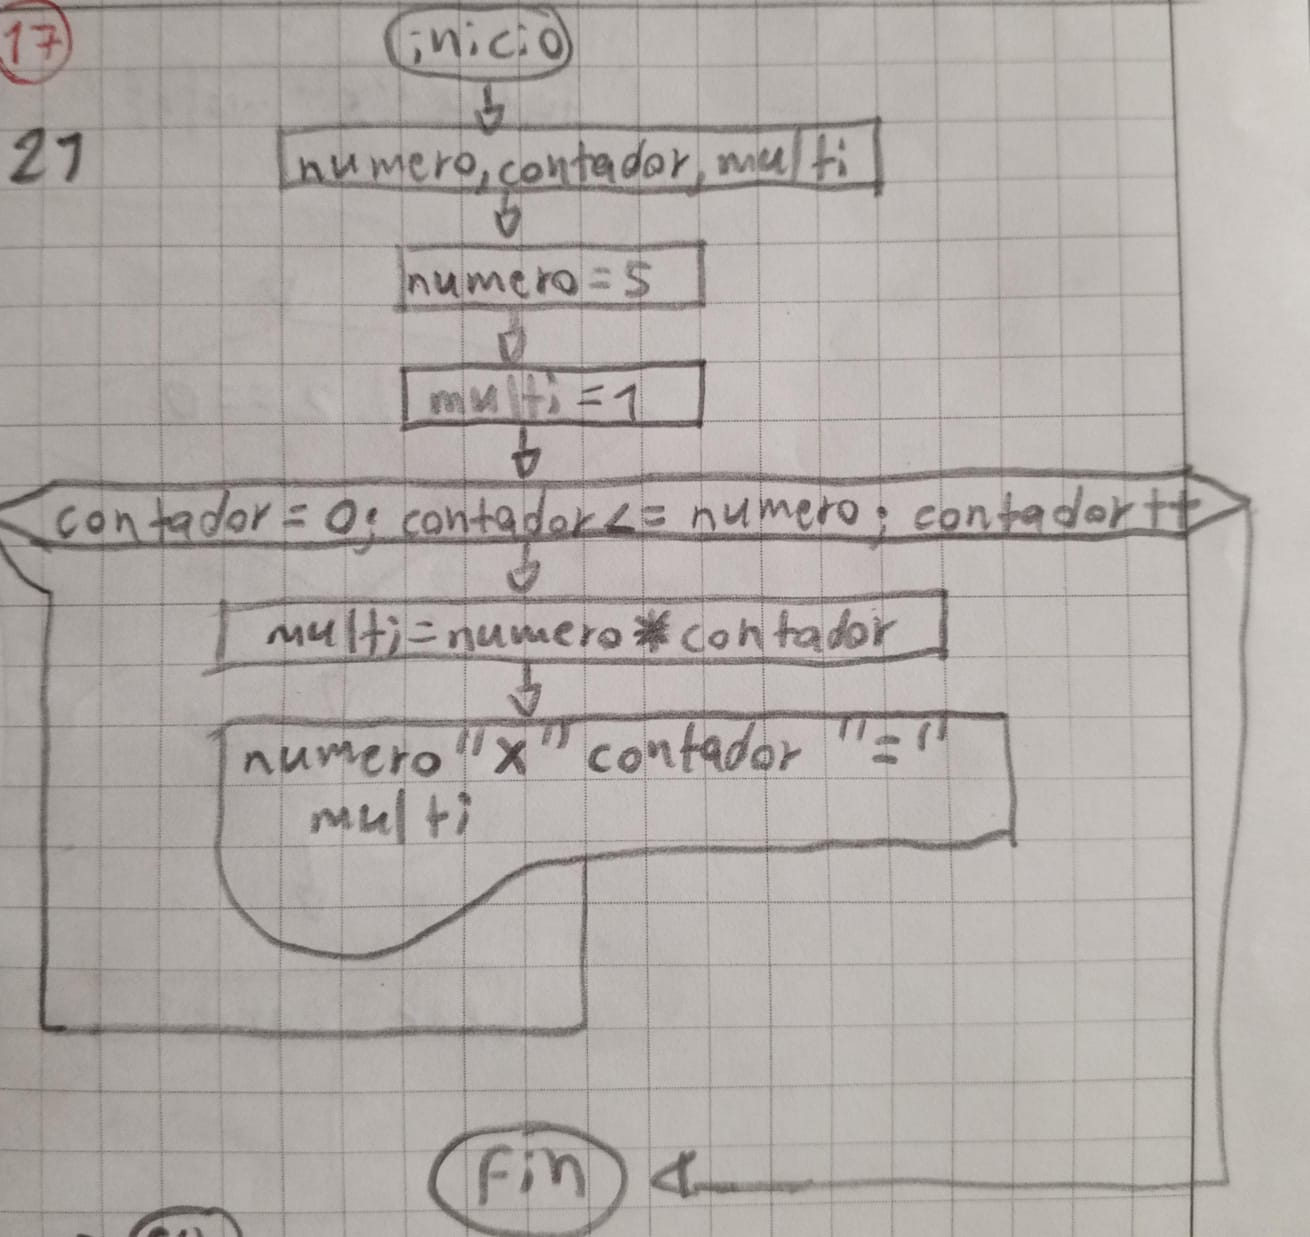 17
inicio
21
numero, contador, multi
numero = 5
multi = 1
contador = 0; contador <= numero; contador ++
multi = numero * contador
numero "x" contador "="
multi
Fin